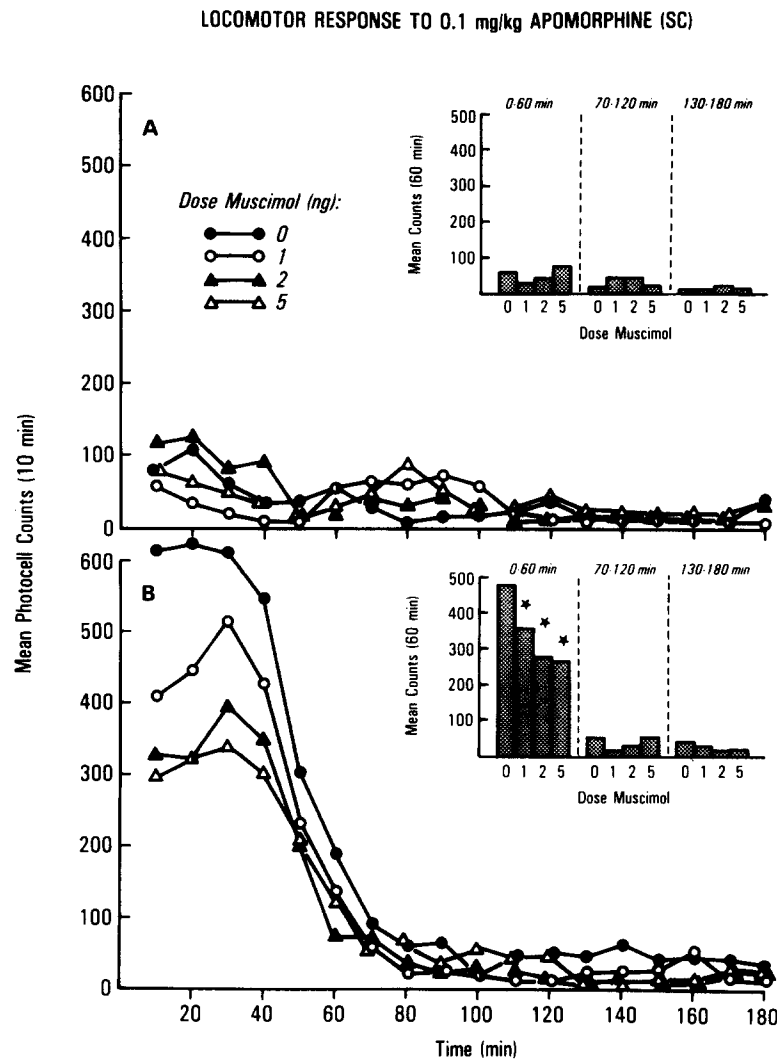 LOCOMOTOR RESPONSE TO 0.1 mg/kg APOMORPHINE (SC)
A
Dose Muscimol (ng):
0
1
2
5
600
500
400
300
200
100
0
0-60 min 70-120 min 130-180 min
500
400
300
200
100
Mean Counts (60 min)
0 1 2 5 0 1 2 5 0 1 2 5
Dose Muscimol
Mean Photocell Counts (10 min)
B
600
500
400
300
200
100
0
0-60 min 70-120 min 130-180 min
500
400
300
200
100
Mean Counts (60 min)
0 1 2 5 0 1 2 5 0 1 2 5
Dose Muscimol
20 40 60 80 100 120 140 160 180
Time (min)